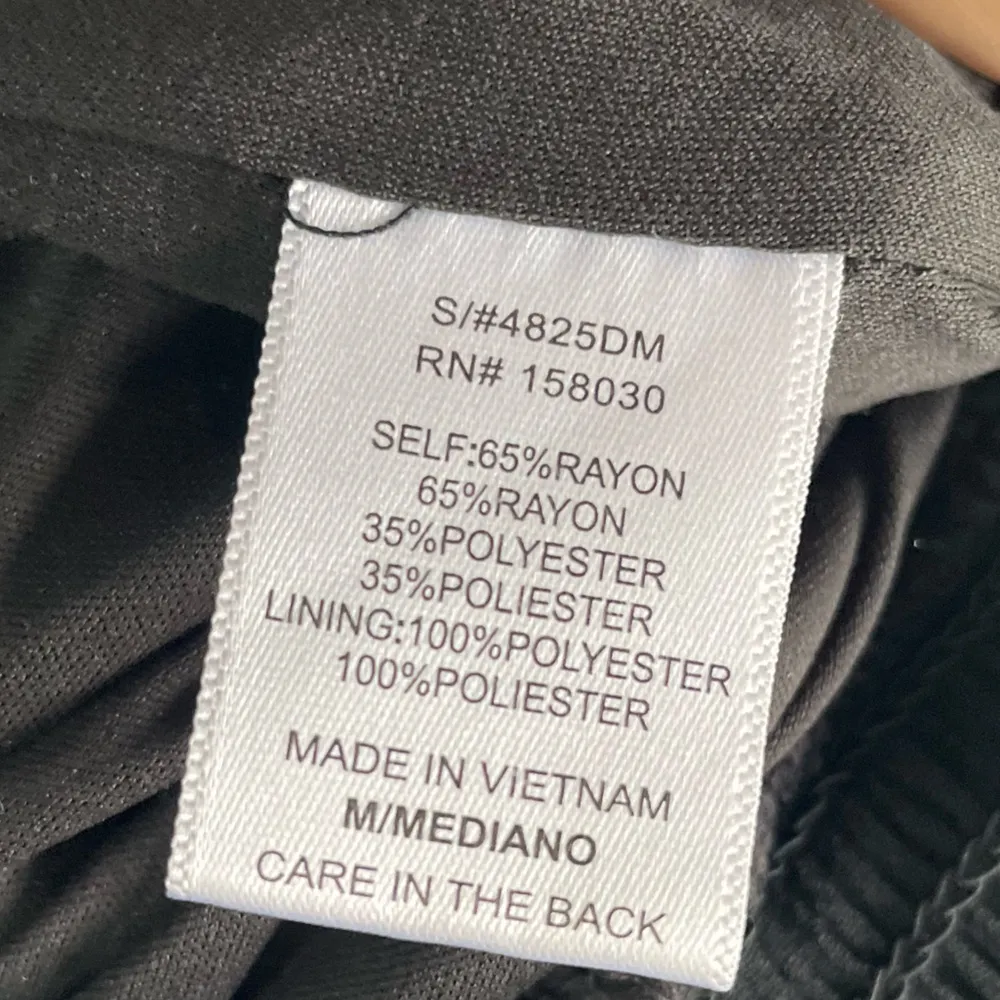 S/#4825DM
RN# 158030
SELF:65%RAYON
65%RAYON
35%POLYESTER
35%POLIESTER
LINING:100%POLYESTER
100%POLIESTER
MADE IN ViETNAM
M/MEDIANO
CARE IN THE BACK